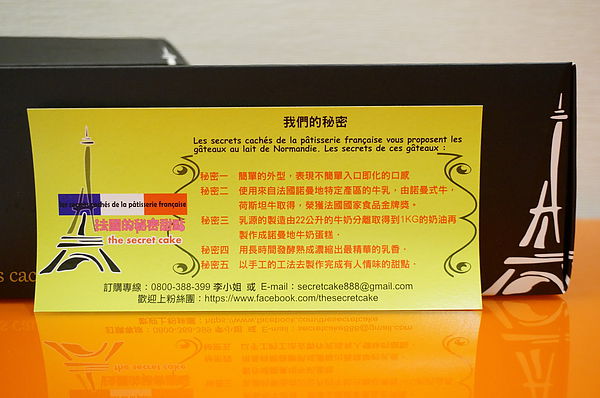 我們的秘密
Les secrets cachés de la pâtisserie française vous proposent les
gâteaux au lait de Normandie. Les secrets de ces gâteaux :
秘密一 簡單的外型，表現不簡單入口即化的口感
秘密二 使用來自法國諾曼地特定產區的牛乳，由諾曼式牛，
荷斯坦牛取得，榮獲法國國家食品金牌獎。
秘密三 乳源的製造由22公升的牛奶分離取得到1KG的奶油再
製作成諾曼地牛奶蛋糕．
秘密四 用長時間發酵熟成濃縮出最精華的乳香．
秘密五 以手工的工法去製作完成有人情味的甜點．
les secrets cachés de la pâtisserie française
法國的秘密甜點
the secret cake
訂購專線：0800-388-399 李小姐 或 E-mail：secretcake888@gmail.com
歡迎上粉絲團：https://www.facebook.com/thesecretcake